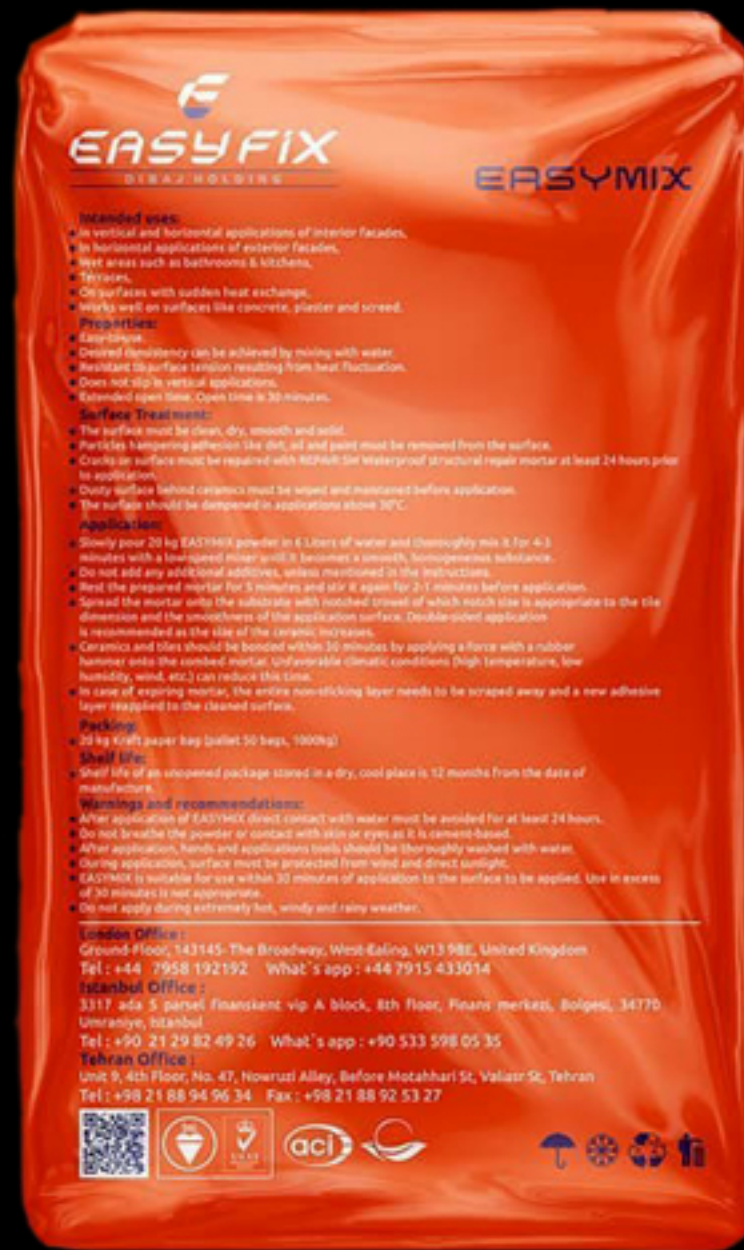 EASYFIX
DIBAJ HOLDING
EASYMIX
Intended uses:
In vertical and horizontal applications of interior facades,
In horizontal applications of exterior facades,
Wet areas such as bathrooms & kitchens,
Terraces,
On surfaces with sudden heat exchange,
Works well on surfaces like concrete, plaster and screed.
Properties:
Easy-to-use.
Desired consistency can be achieved by mixing with water.
Resistant to surface tension resulting from heat fluctuation.
Does not slip in vertical applications.
Extended open time. Open time is 30 minutes.
Surface Treatment:
The surface must be clean, dry, smooth and solid.
Particles hampering adhesion like dirt, oil and paint must be removed from the surface.
Cracks on surface must be repaired with REPAIR SM Waterproof structural repair mortar at least 24 hours prior
to application.
Dusty surface behind ceramics must be wiped and maintained before application.
The surface should be dampened in applications above 30°C.
Application:
Slowly pour 20 kg EASYMIX powder in 6 Liters of water and thoroughly mix it for 4-3
minutes with a low-speed mixer until it becomes a smooth, homogeneous substance.
Do not add any additional additives, unless mentioned in the instructions.
Rest the prepared mortar for 5 minutes and stir it again for 2-1 minutes before application.
Spread the mortar onto the substrate with notched trowel of which notch size is appropriate to the tile
dimension and the smoothness of the application surface. Double-sided application
is recommended as the size of the ceramic increases.
Ceramics and tiles should be bonded within 30 minutes by applying a force with a rubber
hammer onto the combed mortar. Unfavorable climatic conditions (high temperature, low
humidity, wind, etc.) can reduce this time.
In case of expiring mortar, the entire non-sticking layer needs to be scraped away and a new adhesive
layer reapplied to the cleaned surface.
Packing:
20 kg Kraft paper bag (pallet 50 bags, 1000kg)
Shelf life:
Shelf life of an unopened package stored in a dry, cool place is 12 months from the date of
manufacture.
Warnings and recommendations:
After application of EASYMIX direct contact with water must be avoided for at least 24 hours.
Do not breathe the powder or contact with skin or eyes as it is cement-based.
After application, hands and applications tools should be thoroughly washed with water.
During application, surface must be protected from wind and direct sunlight.
EASYMIX is suitable for use within 30 minutes of application to the surface to be applied. Use in excess
of 30 minutes is not appropriate.
Do not apply during extremely hot, windy and rainy weather.
London Office :
Ground-Floor, 143145- The Broadway, West-Ealing, W13 9BE, United Kingdom
Tel : +44 7958 192192 What's app : +44 7915 433014
Istanbul Office :
3317 ada 5 parsel finanskent vip A block, 8th floor, Finans merkezi, Bolgesi, 34770
Umraniye, Istanbul
Tel : +90 21 29 82 49 26 What's app : +90 533 598 05 35
Tehran Office :
Unit 9, 4th Floor, No. 47, Nowruzi Alley, Before Motahhari St, Valiasr St, Tehran
Tel : +98 21 88 94 96 34 Fax : +98 21 88 92 53 27
aci